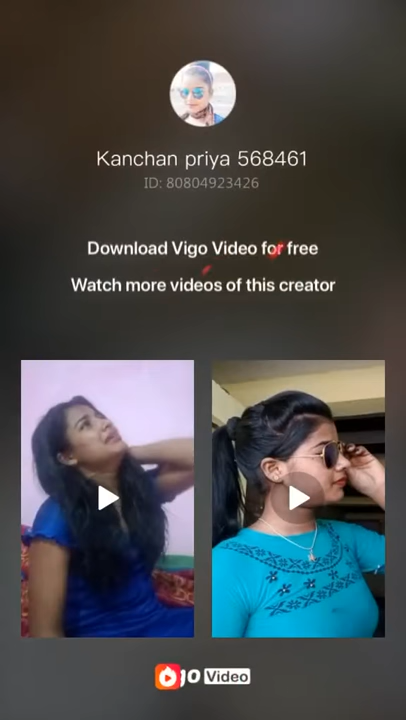 Kanchan priya 568461
ID: 80804923426
Download Vigo Video for free
Watch more videos of this creator
Video